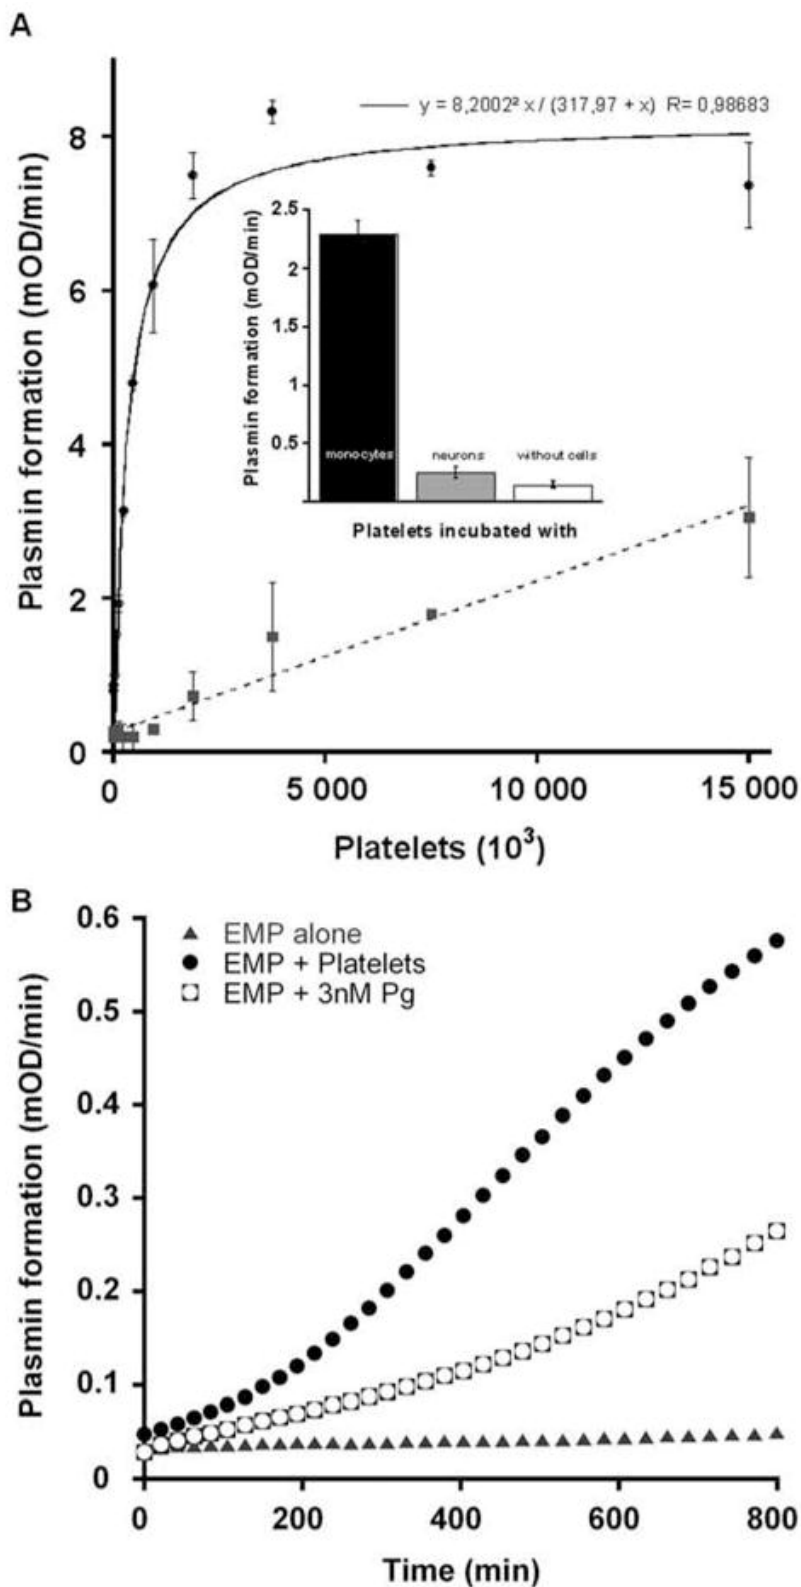 A
Plasmin formation (mOD/min)
8
6
4
2
0
y = 8,2002² x / (317,97 + x) R= 0,98683
Plasmin formation (mOD/min)
2.5
2
1.5
1
0.5
monocytes neurons without cells
Platelets incubated with
0 5 000 10 000 15 000
Platelets (10³)
B
Plasmin formation (mOD/min)
0.6
0.5
0.4
0.3
0.2
0.1
0
EMP alone
EMP + Platelets
EMP + 3nM Pg
0 200 400 600 800
Time (min)